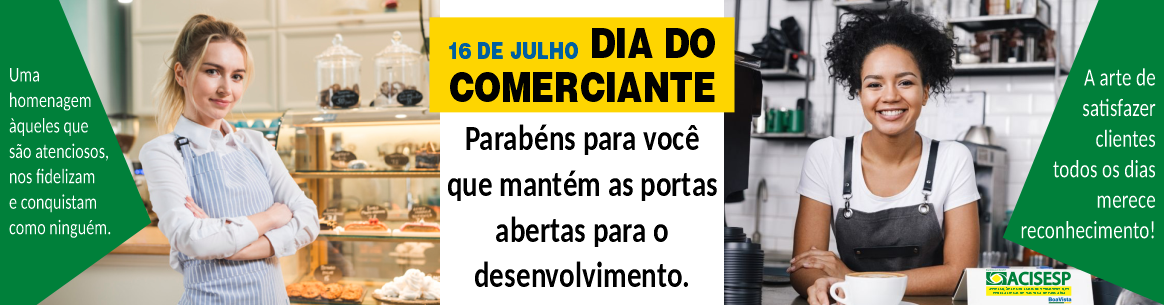 Uma
homenagem
àqueles que
são atenciosos,
nos fidelizam
e conquistam
como ninguém.
16 DE JULHO DIA DO
COMERCIANTE
Parabéns para você
que mantém as portas
abertas para o
desenvolvimento.
A arte de
satisfazer
clientes
todos os dias
merece
reconhecimento!
ACISESP
BoaVista